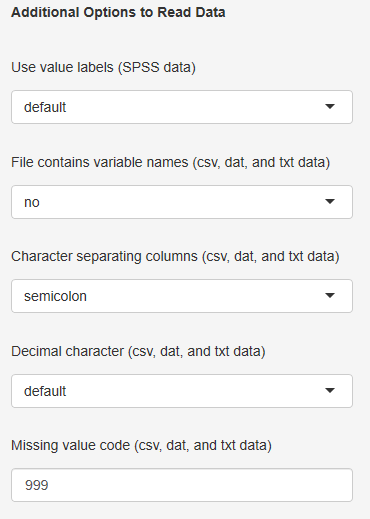 Additional Options to Read Data
Use value labels (SPSS data)
default
File contains variable names (csv, dat, and txt data)
no
Character separating columns (csv, dat, and txt data)
semicolon
Decimal character (csv, dat, and txt data)
default
Missing value code (csv, dat, and txt data)
999